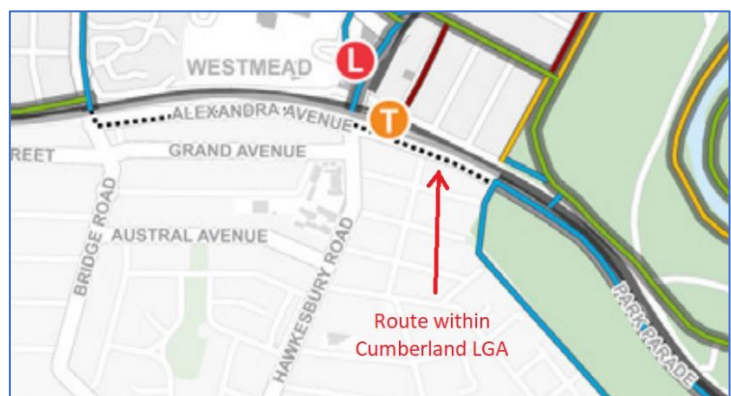 WESTMEAD
L
ALEXANDRA AVENUE
T
REET
GRAND AVENUE
BRIDGE ROAD
AUSTRAL AVENUE
HAWKESBURY ROAD
PARK PARADE
Route within
Cumberland LGA